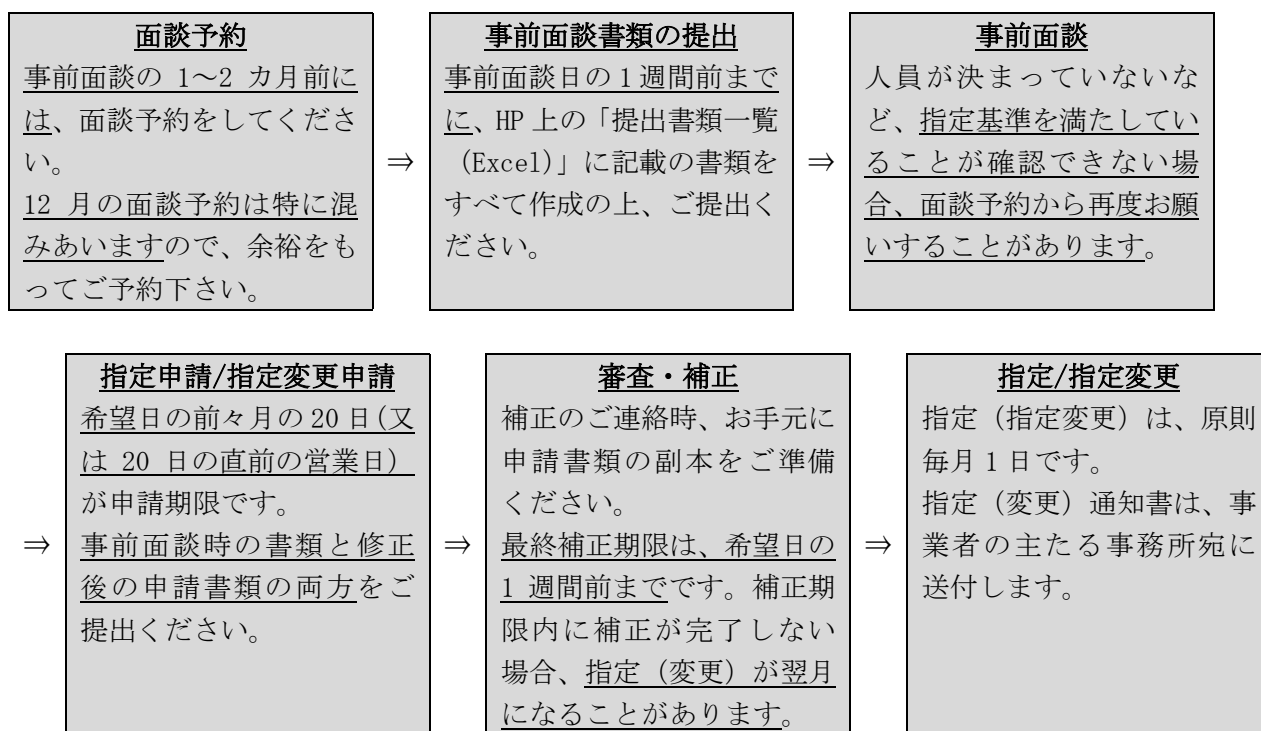 面談予約
事前面談の 1～2 カ月前に
は、面談予約をしてくださ
い。
12 月の面談予約は特に混
みあいますので、余裕をも
ってご予約下さい。
⇒
事前面談書類の提出
事前面談日の 1 週間前まで
に、HP 上の「提出書類一覧
（Excel）」に記載の書類を
すべて作成の上、ご提出く
ださい。
⇒
事前面談
人員が決まっていないな
ど、指定基準を満たしてい
ることが確認できない場
合、面談予約から再度お願
いすることがあります。
⇒
指定申請/指定変更申請
希望日の前々月の 20 日(又
は 20 日の直前の営業日)
が申請期限です。
事前面談時の書類と修正
後の申請書類の両方をご
提出ください。
⇒
審査・補正
補正のご連絡時、お手元に
申請書類の副本をご準備
ください。
最終補正期限は、希望日の
1 週間前までです。補正期
限内に補正が完了しない
場合、指定（変更）が翌月
になることがあります。
⇒
指定/指定変更
指定（指定変更）は、原則
毎月 1 日です。
指定（変更）通知書は、事
業者の主たる事務所宛に
送付します。